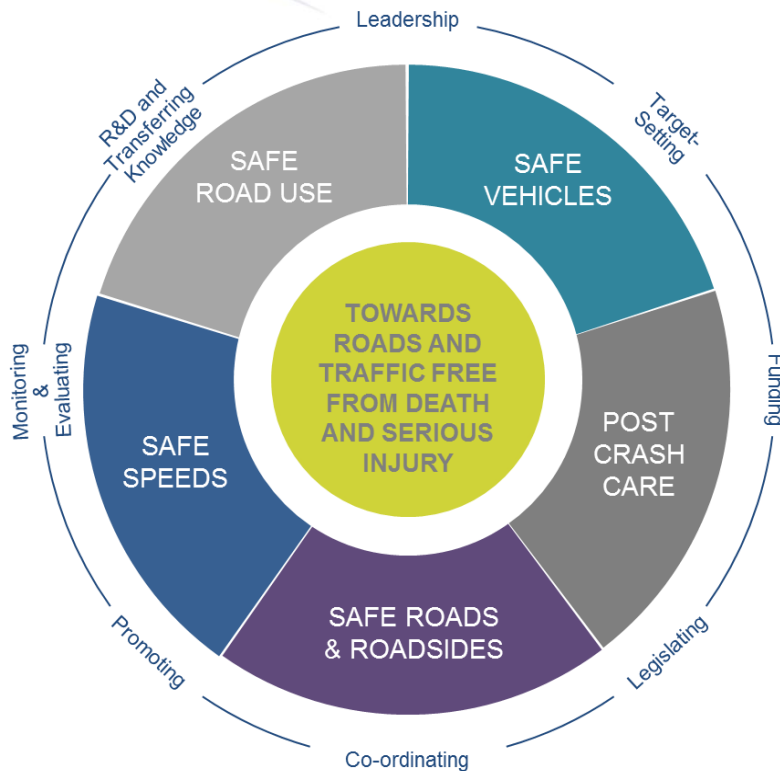 Leadership
R&D and
Transferring
Knowledge
Target-
Setting
SAFE
ROAD USE
SAFE
VEHICLES
TOWARDS
ROADS AND
TRAFFIC FREE
FROM DEATH
AND SERIOUS
INJURY
Monitoring
&
Evaluating
Funding
SAFE
SPEEDS
POST
CRASH
CARE
SAFE ROADS
& ROADSIDES
Promoting
Legislating
Co-ordinating